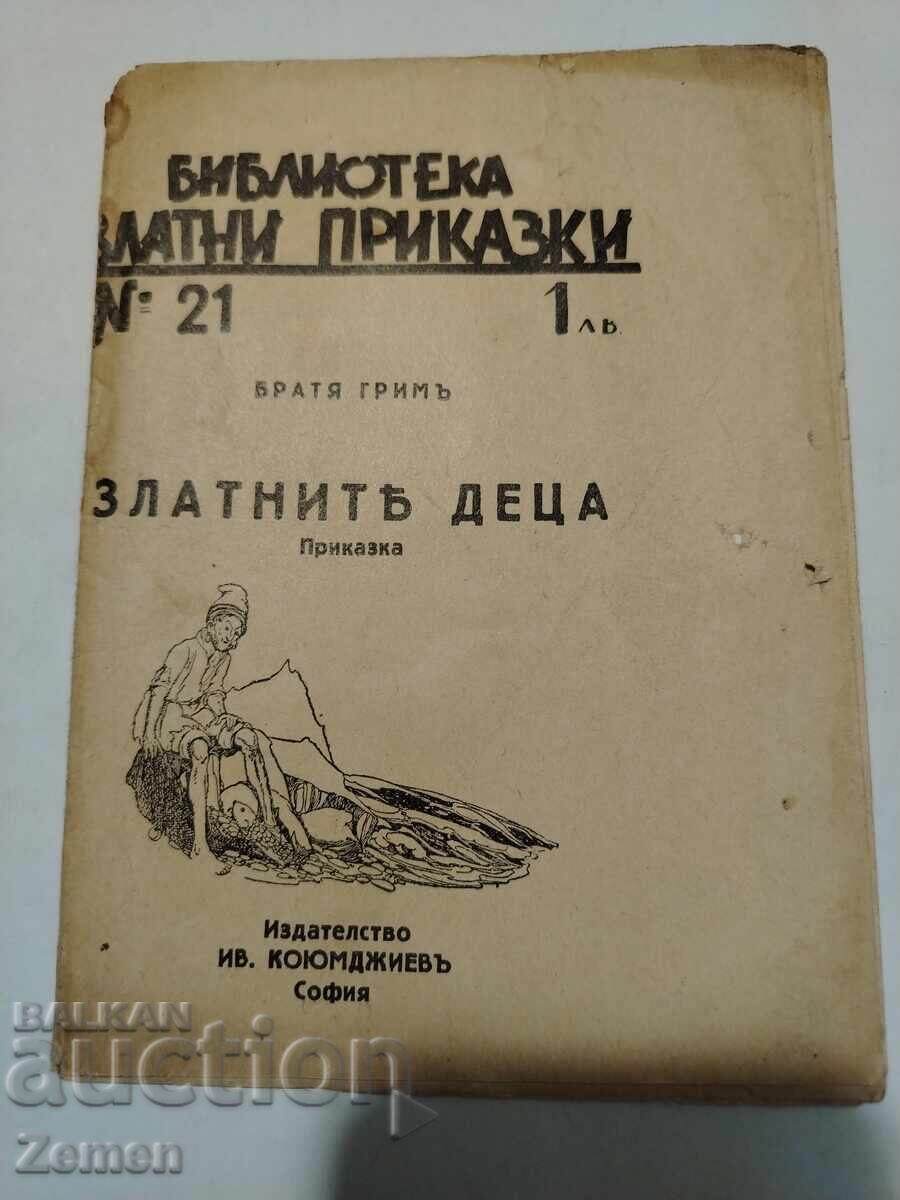 БИБЛИОТЕКА
ЗЛАТНИ ПРИКАЗКИ
№ 21 1 лв.
БРАТЯ ГРИМЪ
ЗЛАТНИТѢ ДЕЦА
Приказка
Издателство
ИВ. КОЮМДЖИЕВЪ
София
BALKAN
auction
Zemen